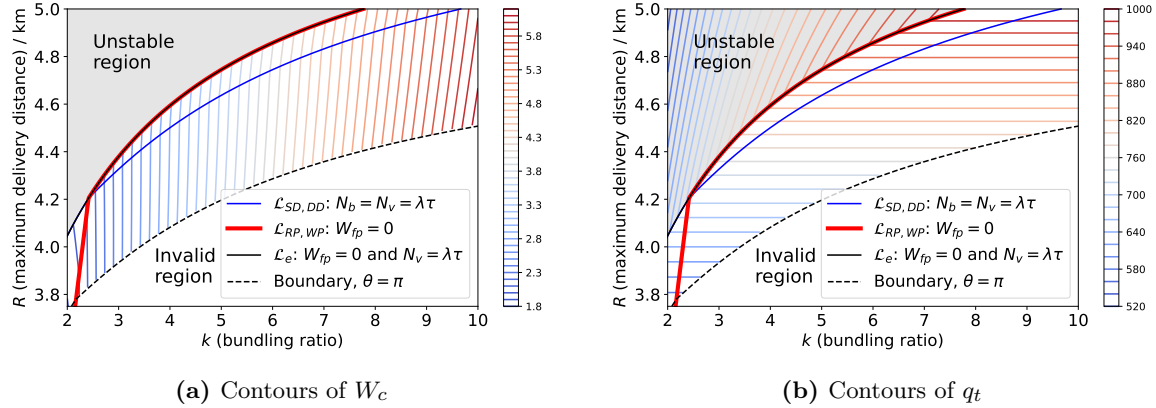 5.0
4.8
4.6
4.4
4.2
4.0
3.8
R (maximum delivery distance) / km
Unstable
region
Invalid
region
ℒ_{SD,DD}: N_b = N_v = λτ
ℒ_{RP,WP}: W_{fp} = 0
ℒ_e: W_{fp} = 0 and N_v = λτ
Boundary, θ = π
2 3 4 5 6 7 8 9 10
k (bundling ratio)
5.8
5.3
4.8
4.3
3.8
3.3
2.8
2.3
1.8
(a) Contours of W_c
5.0
4.8
4.6
4.4
4.2
4.0
3.8
R (maximum delivery distance) / km
Unstable
region
Invalid
region
ℒ_{SD,DD}: N_b = N_v = λτ
ℒ_{RP,WP}: W_{fp} = 0
ℒ_e: W_{fp} = 0 and N_v = λτ
Boundary, θ = π
2 3 4 5 6 7 8 9 10
k (bundling ratio)
1000
940
880
820
760
700
640
580
520
(b) Contours of q_t